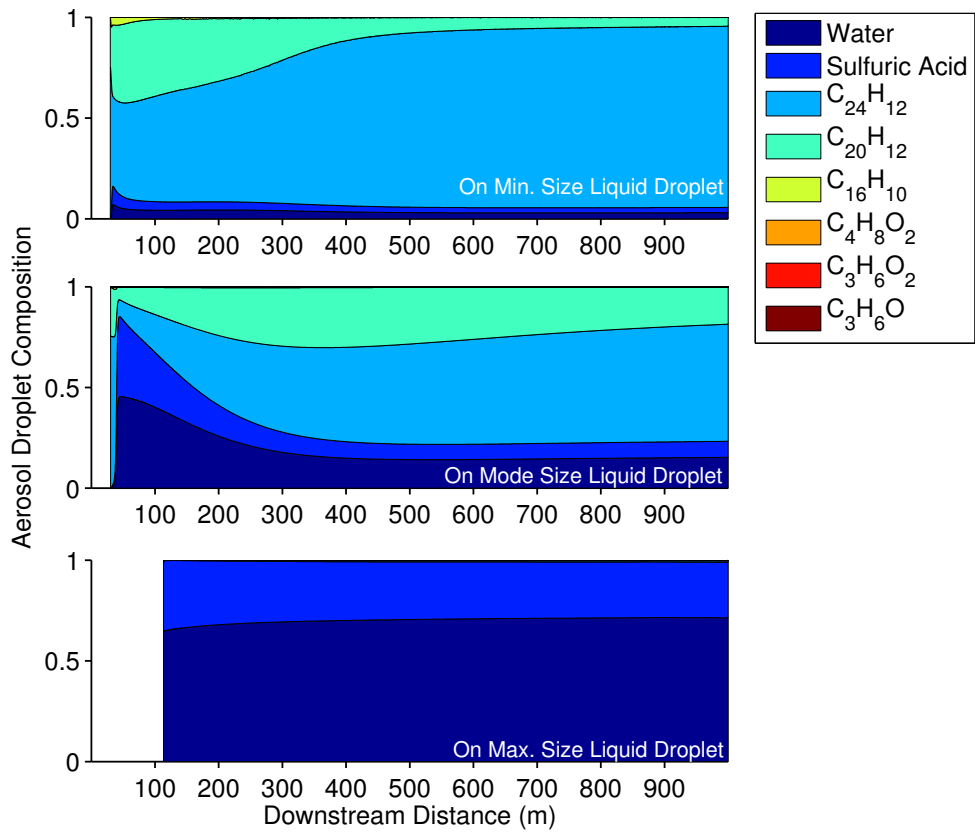 1
0.5
0
On Min. Size Liquid Droplet
100 200 300 400 500 600 700 800 900
1
0.5
0
On Mode Size Liquid Droplet
100 200 300 400 500 600 700 800 900
1
0.5
0
On Max. Size Liquid Droplet
100 200 300 400 500 600 700 800 900
Downstream Distance (m)
Aerosol Droplet Composition
Water
Sulfuric Acid
C24H12
C20H12
C16H10
C4H8O2
C3H6O2
C3H6O